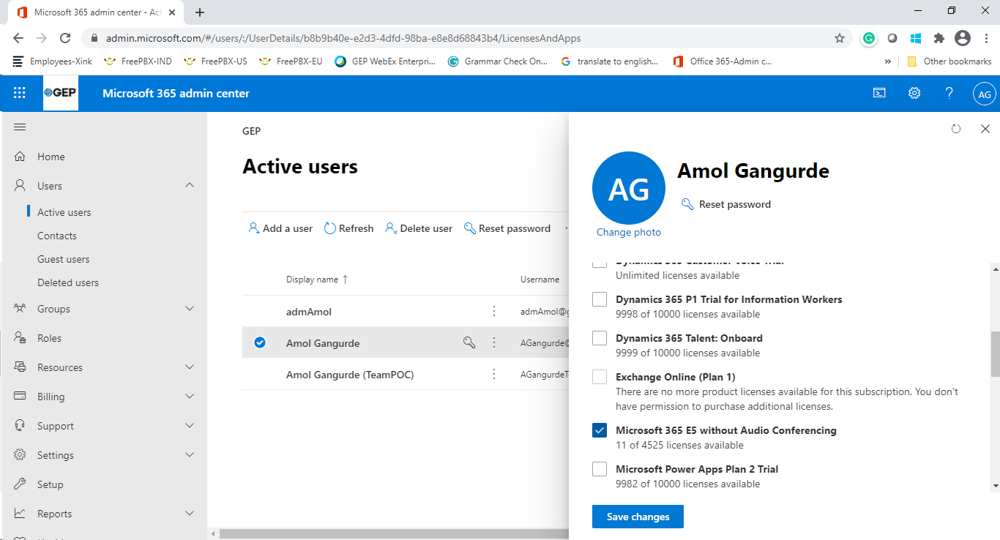 Microsoft 365 admin center - Act
admin.microsoft.com/#/users/:/UserDetails/b8b9b40e-e2d3-4dfd-98ba-e8e8d68843b4/LicensesAndApps
Employees-Xink
FreePBX-IND
FreePBX-US
FreePBX-EU
GEP WebEx Enterpri...
Grammar Check On...
translate to english...
Office 365-Admin c...
Other bookmarks
GEP
Microsoft 365 admin center
AG
Home
Users
Active users
Contacts
Guest users
Deleted users
Groups
Roles
Resources
Billing
Support
Settings
Setup
Reports
GEP
Active users
Add a user
Refresh
Delete user
Reset password
Display name ↑
Username
admAmol
admAmol@g
Amol Gangurde
AGangurde@
Amol Gangurde (TeamPOC)
AGangurdeT
AG
Amol Gangurde
Reset password
Change photo
Dynamics 365 Customer Voice Trial
Unlimited licenses available
Dynamics 365 P1 Trial for Information Workers
9998 of 10000 licenses available
Dynamics 365 Talent: Onboard
9999 of 10000 licenses available
Exchange Online (Plan 1)
There are no more product licenses available for this subscription. You don't
have permission to purchase additional licenses.
Microsoft 365 E5 without Audio Conferencing
11 of 4525 licenses available
Microsoft Power Apps Plan 2 Trial
9982 of 10000 licenses available
Save changes